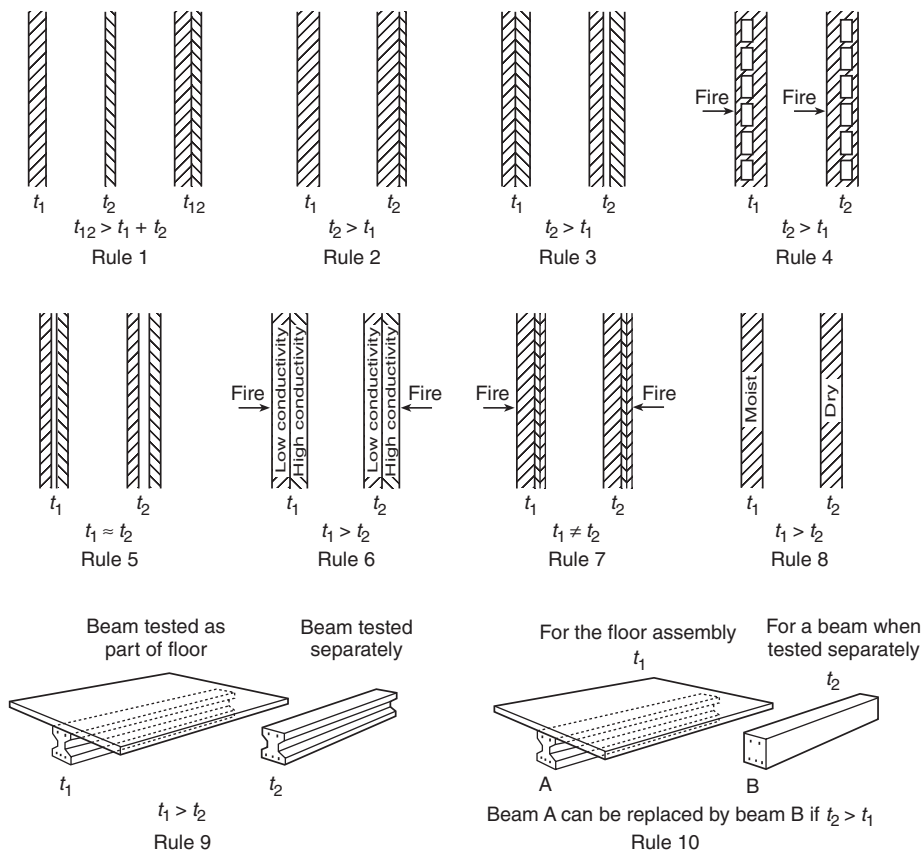 t1 t2 t12
t12 > t1 + t2
Rule 1
t1 t2
t2 > t1
Rule 2
t1 t2
t2 > t1
Rule 3
Fire Fire
t1 t2
t2 > t1
Rule 4
t1 t2
t1 ≈ t2
Rule 5
Fire Fire
Low conductivity
High conductivity
Low conductivity
High conductivity
t1 t2
t1 > t2
Rule 6
Fire Fire
t1 t2
t1 ≠ t2
Rule 7
Moist Dry
t1 t2
t1 > t2
Rule 8
Beam tested as
part of floor
Beam tested
separately
t1 t2
t1 > t2
Rule 9
For the floor assembly
t1
For a beam when
tested separately
t2
A B
Beam A can be replaced by beam B if t2 > t1
Rule 10